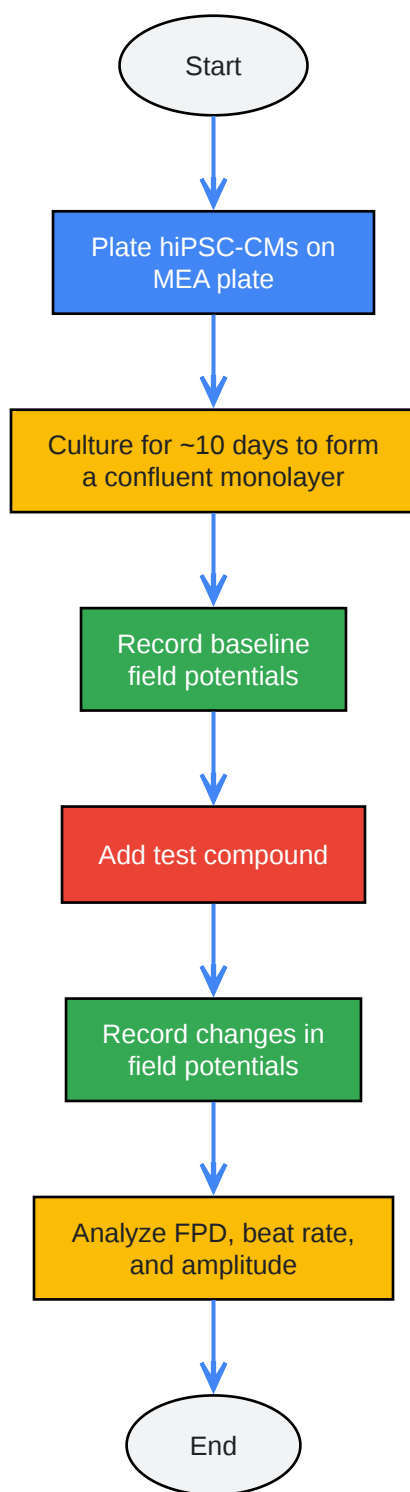 Start
Plate hiPSC-CMs on
MEA plate
Culture for ~10 days to form
a confluent monolayer
Record baseline
field potentials
Add test compound
Record changes in
field potentials
Analyze FPD, beat rate,
and amplitude
End